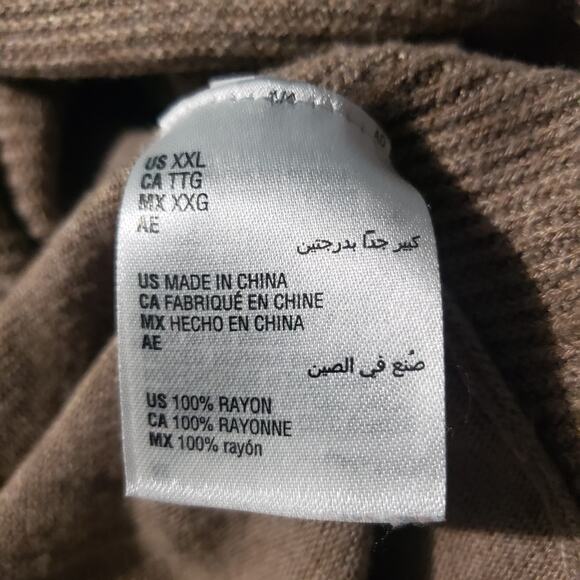 US XXL
CA TTG
MX XXG
AE
كبير جدًا بدرجتين
US MADE IN CHINA
CA FABRIQUÉ EN CHINE
MX HECHO EN CHINA
AE
صُنع في الصين
US 100% RAYON
CA 100% RAYONNE
MX 100% rayón